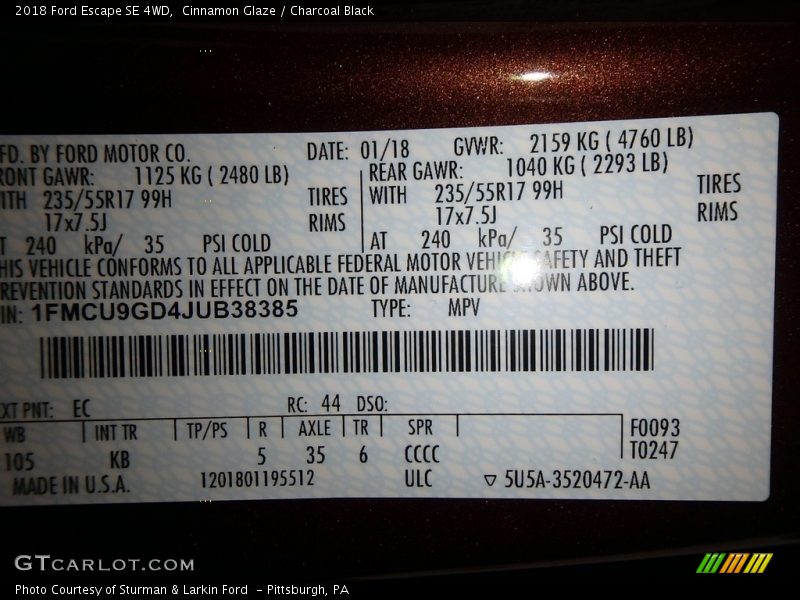 2018 Ford Escape SE 4WD,  Cinnamon Glaze / Charcoal Black
FD. BY FORD MOTOR CO. DATE: 01/18 GVWR: 2159 KG ( 4760 LB)
RONT GAWR: 1125 KG ( 2480 LB) REAR GAWR: 1040 KG ( 2293 LB)
ITH 235/55R17 99H TIRES WITH 235/55R17 99H TIRES
17x7.5J RIMS 17x7.5J RIMS
T 240 kPa/ 35 PSI COLD AT 240 kPa/ 35 PSI COLD
HIS VEHICLE CONFORMS TO ALL APPLICABLE FEDERAL MOTOR VEHICLE SAFETY AND THEFT
REVENTION STANDARDS IN EFFECT ON THE DATE OF MANUFACTURE SHOWN ABOVE.
IN: 1FMCU9GD4JUB38385 TYPE: MPV
XT PNT: EC RC: 44 DSO:
WB INT TR TP/PS R AXLE TR SPR F0093
105 KB 5 35 6 CCCC T0247
MADE IN U.S.A. 1201801195512 ULC ▽ 5U5A-3520472-AA
GTCARLOT.COM
Photo Courtesy of Sturman & Larkin Ford  - Pittsburgh, PA